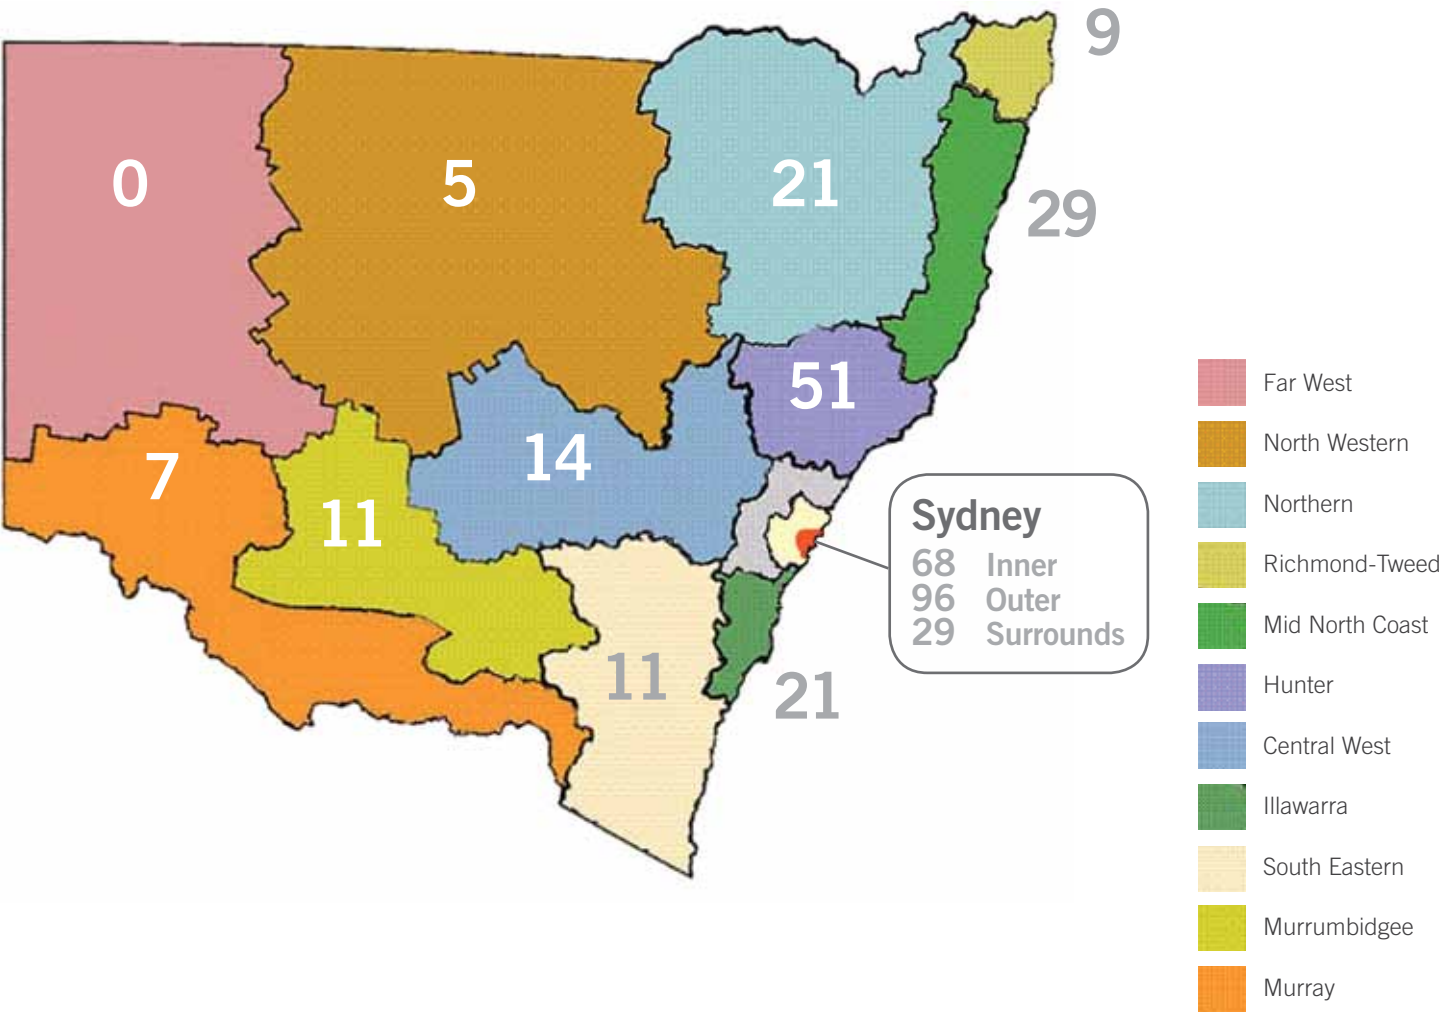 9
0
5
21
29
51
14
7
11
Sydney
68 Inner
96 Outer
29 Surrounds
11
21
Far West
North Western
Northern
Richmond-Tweed
Mid North Coast
Hunter
Central West
Illawarra
South Eastern
Murrumbidgee
Murray